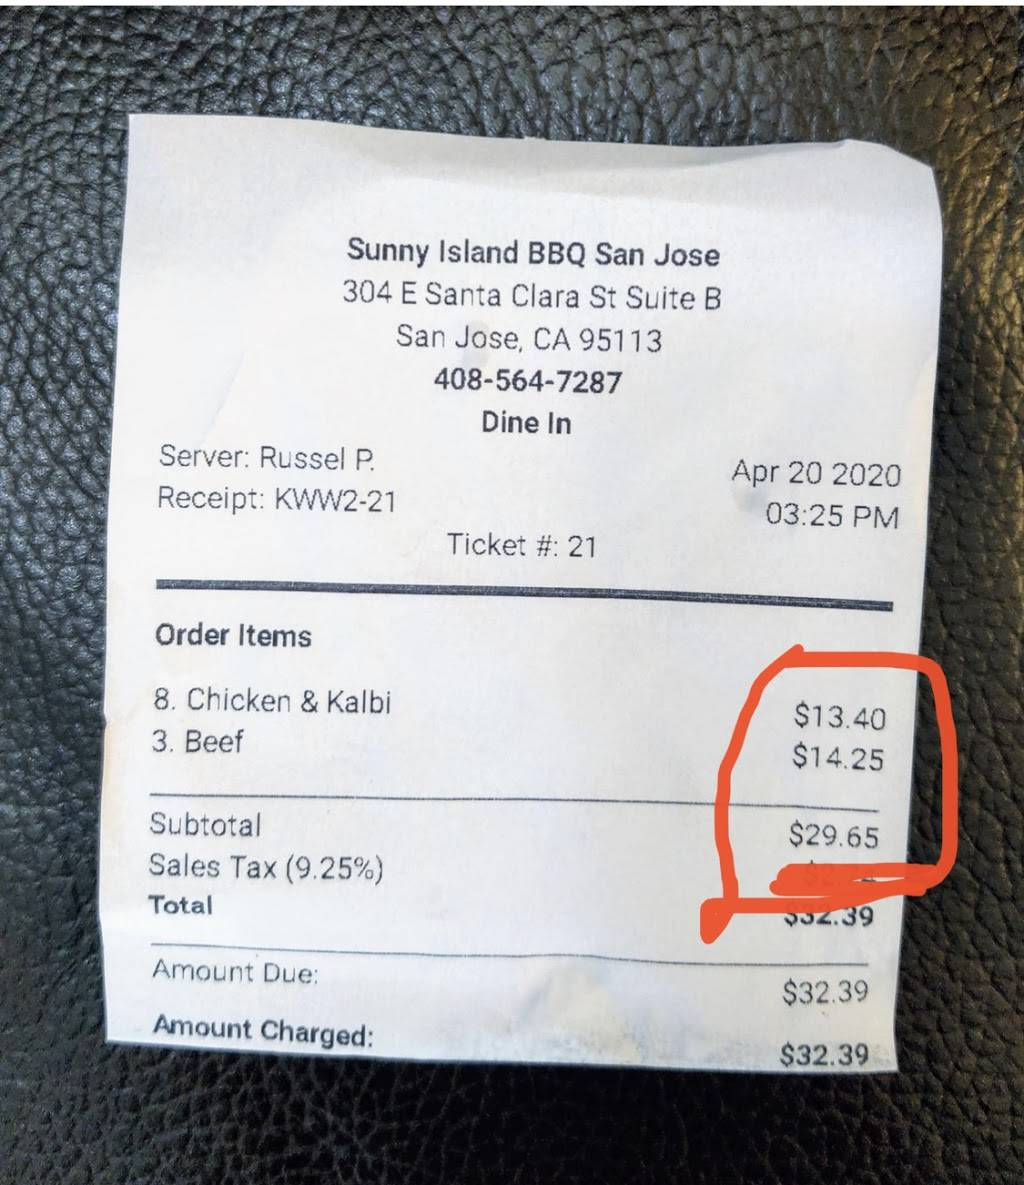 Sunny Island BBQ San Jose
304 E Santa Clara St Suite B
San Jose, CA 95113
408-564-7287
Dine In
Server: Russel P.
Apr 20 2020
Receipt: KWW2-21
03:25 PM
Ticket #: 21
Order Items
8. Chicken & Kalbi $13.40
3. Beef $14.25
Subtotal $29.65
Sales Tax (9.25%)
Total $32.39
Amount Due: $32.39
Amount Charged: $32.39